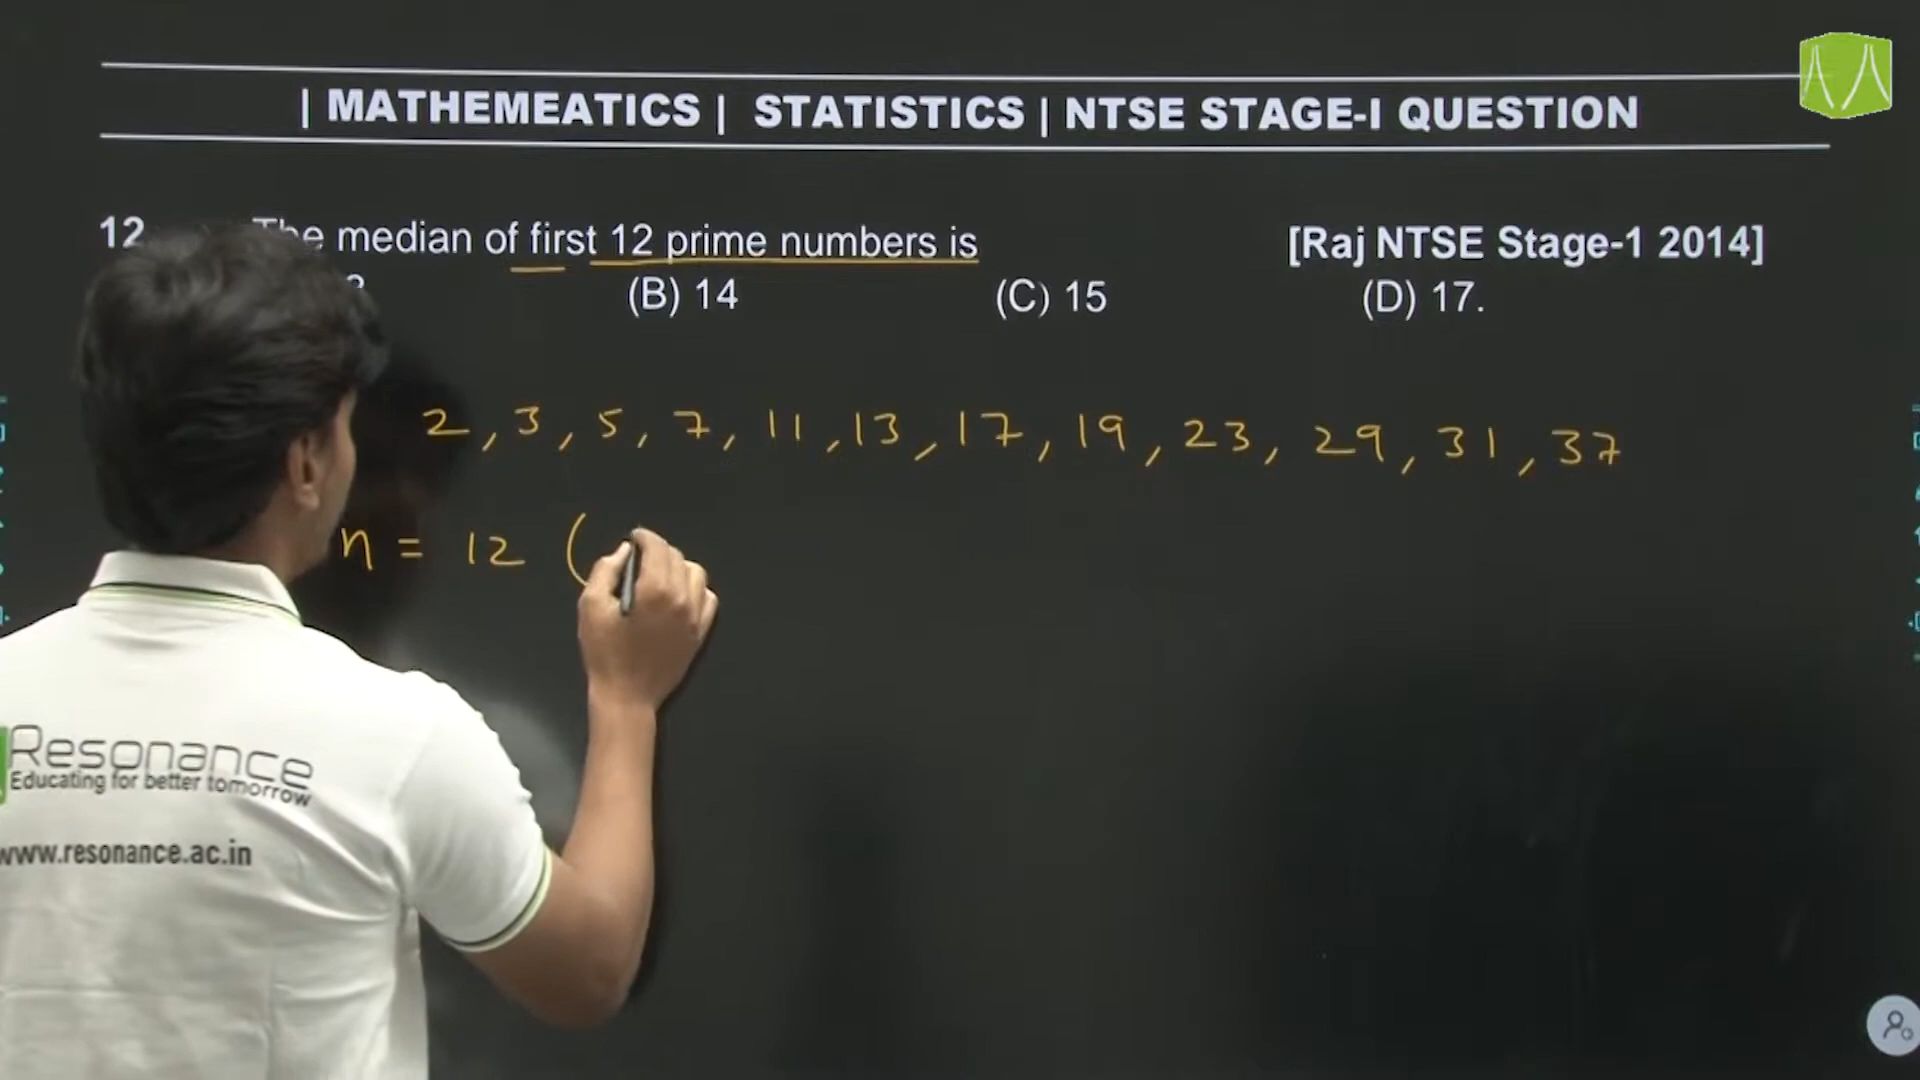 | MATHEMEATICS | STATISTICS | NTSE STAGE-I QUESTION
12. The median of first 12 prime numbers is [Raj NTSE Stage-1 2014]
(B) 14 (C) 15 (D) 17.
2, 3, 5, 7, 11, 13, 17, 19, 23, 29, 31, 37
n = 12 (
Resonance
Educating for better tomorrow
www.resonance.ac.in